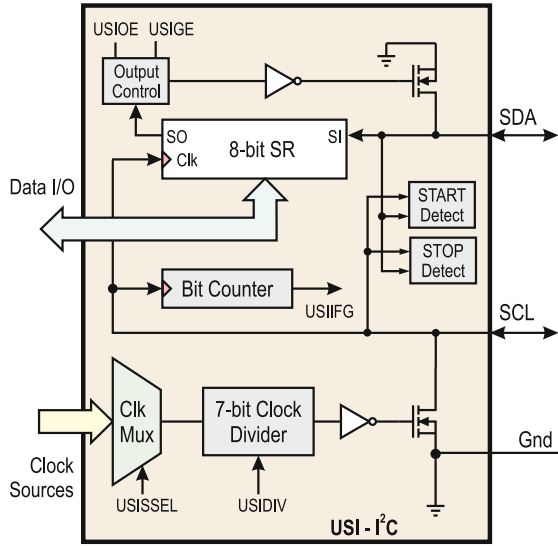 USIOE USIGE
Output
Control
SDA
SO SI
Clk 8-bit SR
Data I/O
START
Detect
STOP
Detect
Bit Counter
USIIFG
SCL
Clk
Mux
7-bit Clock
Divider
Gnd
Clock
Sources
USISSEL USIDIV
USI - I²C